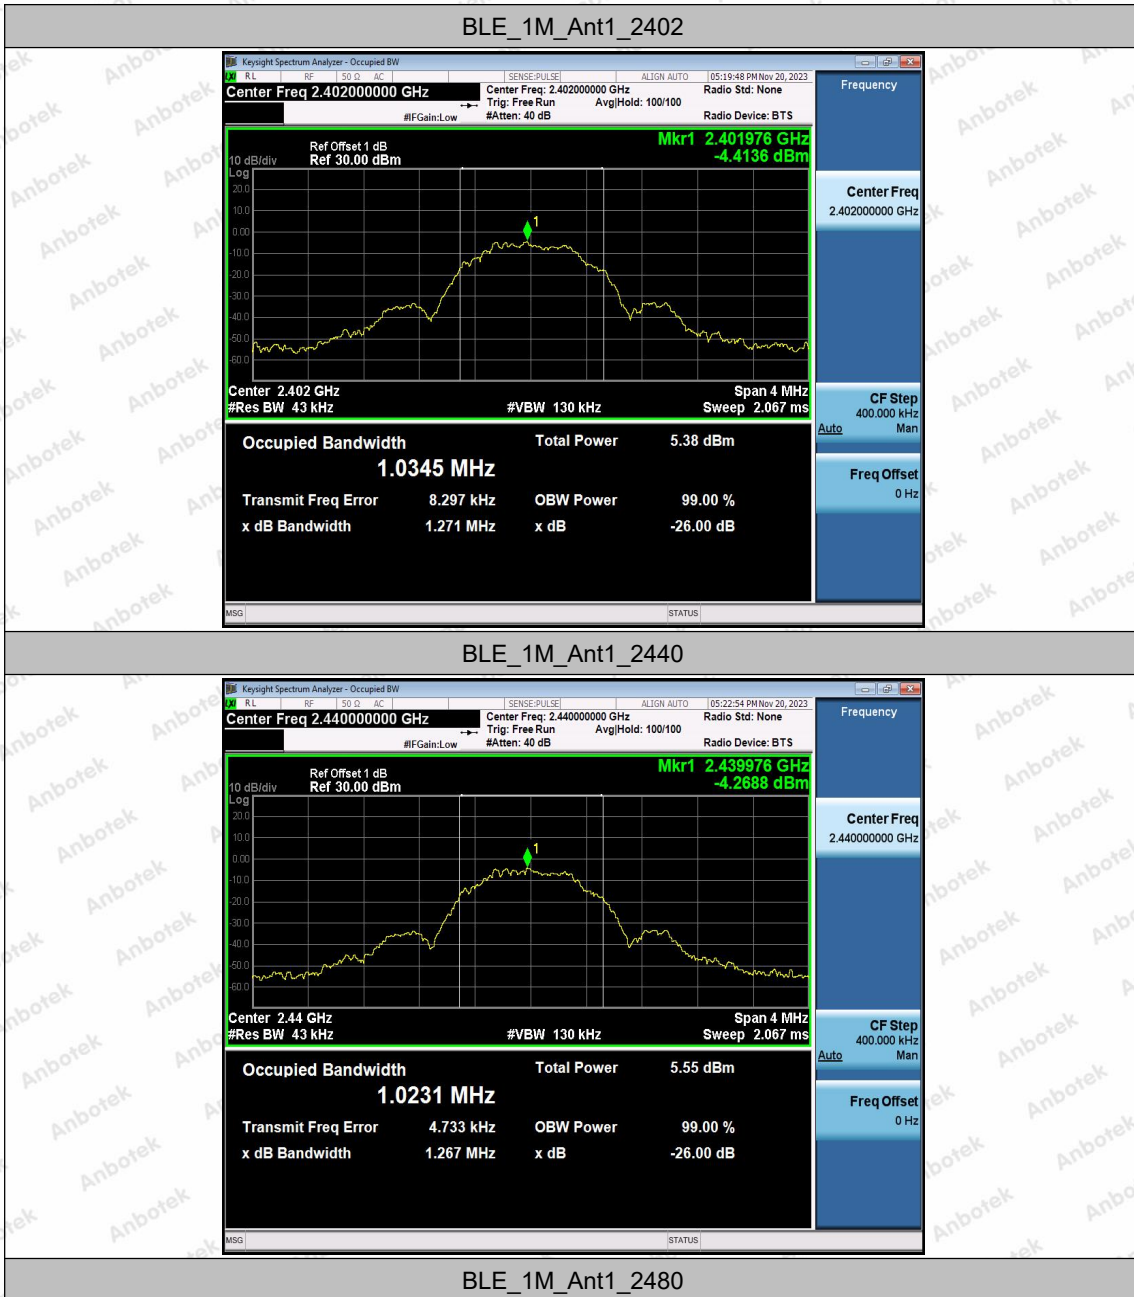 BLE_1M_Ant1_2402
Keysight Spectrum Analyzer - Occupied BW
LXI RL RF 50 Ω AC SENSE:PULSE ALIGN AUTO 05:19:48 PM Nov 20, 2023
Center Freq 2.402000000 GHz
Center Freq: 2.402000000 GHz
Radio Std: None
Trig: Free Run Avg|Hold: 100/100
#IFGain:Low #Atten: 40 dB Radio Device: BTS
Frequency
Mkr1 2.401976 GHz
-4.4136 dBm
Ref Offset 1 dB
10 dB/div Ref 30.00 dBm
Log
20.0
10.0
0.00
-10.0
-20.0
-30.0
-40.0
-50.0
-60.0
1
Center 2.402 GHz Span 4 MHz
#Res BW 43 kHz #VBW 130 kHz Sweep 2.067 ms
Occupied Bandwidth Total Power 5.38 dBm
1.0345 MHz
Transmit Freq Error 8.297 kHz OBW Power 99.00 %
x dB Bandwidth 1.271 MHz x dB -26.00 dB
Center Freq
2.402000000 GHz
CF Step
400.000 kHz
Auto Man
Freq Offset
0 Hz
MSG STATUS
BLE_1M_Ant1_2440
Keysight Spectrum Analyzer - Occupied BW
LXI RL RF 50 Ω AC SENSE:PULSE ALIGN AUTO 05:22:54 PM Nov 20, 2023
Center Freq 2.440000000 GHz
Center Freq: 2.440000000 GHz
Radio Std: None
Trig: Free Run Avg|Hold: 100/100
#IFGain:Low #Atten: 40 dB Radio Device: BTS
Frequency
Mkr1 2.439976 GHz
-4.2688 dBm
Ref Offset 1 dB
10 dB/div Ref 30.00 dBm
Log
20.0
10.0
0.00
-10.0
-20.0
-30.0
-40.0
-50.0
-60.0
1
Center 2.44 GHz Span 4 MHz
#Res BW 43 kHz #VBW 130 kHz Sweep 2.067 ms
Occupied Bandwidth Total Power 5.55 dBm
1.0231 MHz
Transmit Freq Error 4.733 kHz OBW Power 99.00 %
x dB Bandwidth 1.267 MHz x dB -26.00 dB
Center Freq
2.440000000 GHz
CF Step
400.000 kHz
Auto Man
Freq Offset
0 Hz
MSG STATUS
BLE_1M_Ant1_2480
Anbotek